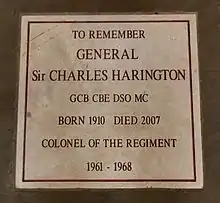 TO REMEMBER
GENERAL
Sir CHARLES HARINGTON
GCB CBE DSO MC
BORN 1910 DIED 2007
COLONEL OF THE REGIMENT
1961 - 1968